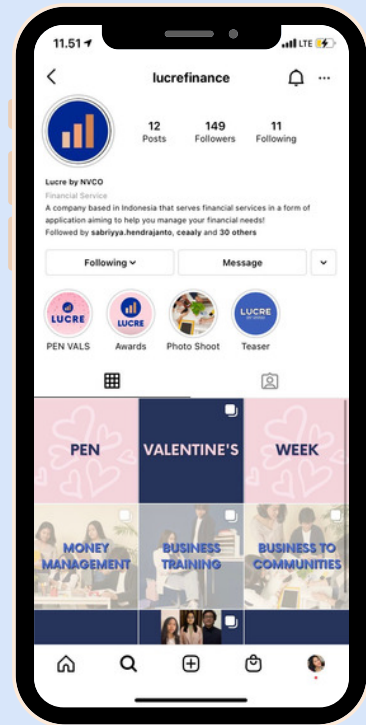 11.51
LTE
lucrefinance
12 149 11
Posts Followers Following
Lucre by NVCO
Financial Service
A company based in Indonesia that serves financial services in a form of
application aiming to help you manage your financial needs!
Followed by sabriyya.hendrajanto, ceaaly and 30 others
Following Message
LUCRE LUCRE LUCRE
BY NVCO
PEN VALS Awards Photo Shoot Teaser
PEN VALENTINE'S WEEK
MONEY
MANAGEMENT
BUSINESS
TRAINING
BUSINESS TO
COMMUNITIES